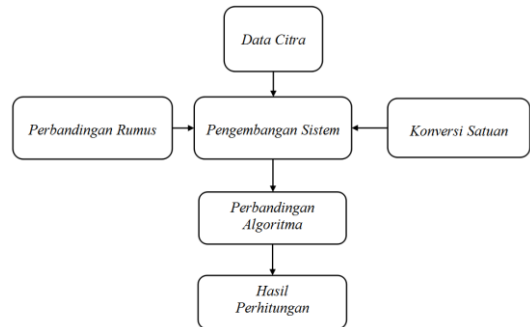 Data Citra
Perbandingan Rumus
Pengembangan Sistem
Konversi Satuan
Perbandingan
Algoritma
Hasil
Perhitungan